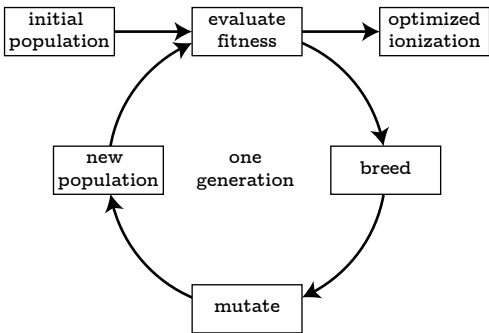 initial
population
evaluate
fitness
optimized
ionization
new
population
one
generation
breed
mutate